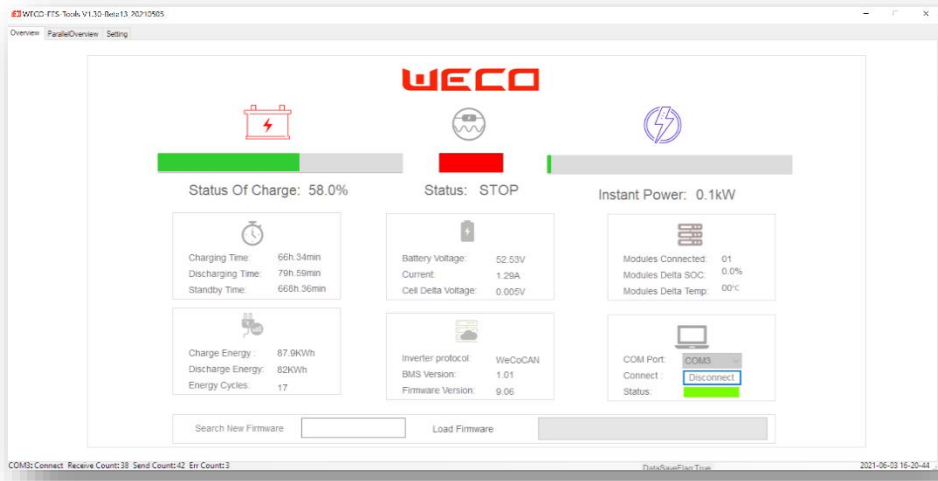 WECO-EES-Tools V1.30-Beta13_20210505
Overview ParallelOverview Setting
WECO
Status Of Charge: 58.0%
Status: STOP
Instant Power: 0.1kW
Charging Time: 66h.34min
Discharging Time: 79h.59min
Standby Time: 668h.36min
Battery Voltage: 52.53V
Current: 1.29A
Cell Delta Voltage: 0.005V
Modules Connected: 01
Modules Delta SOC: 0.0%
Modules Delta Temp: 00°C
Charge Energy : 87.9KWh
Discharge Energy: 82KWh
Energy Cycles: 17
Inverter protocol: WeCoCAN
BMS Version: 1.01
Firmware Version: 9.06
COM Port: COM3
Connect : Disconnect
Status:
Search New Firmware
Load Firmware
COM3: Connect Receive Count: 38 Send Count: 42 Err Count: 3
DataSaveFlag True
2021-06-03 16-20-44